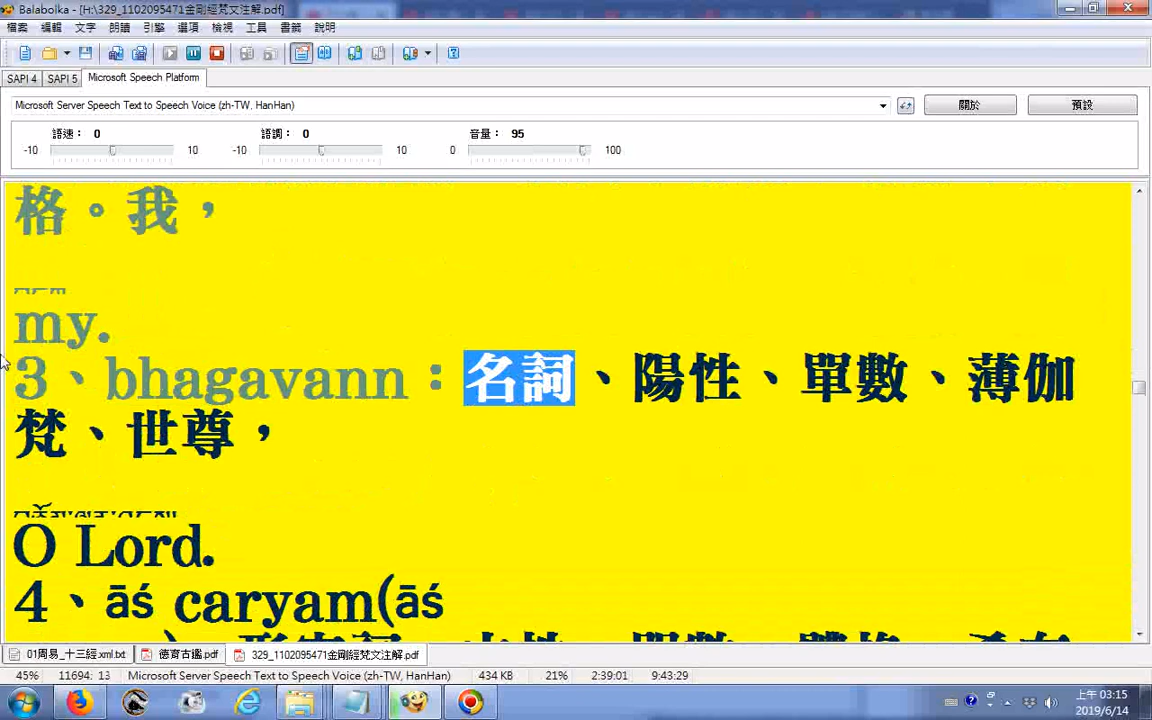 Balabolka - [H:\329_1102095471金剛經梵文注解.pdf]
檔案 編輯 文字 朗讀 引擎 選項 檢視 工具 書籤 說明
SAPI 4 SAPI 5 Microsoft Speech Platform
Microsoft Server Speech Text to Speech Voice (zh-TW, HanHan) 關於 預設
語速： 0 語調： 0 音量： 95
-10 10 -10 10 0 100
格。我，
my.
3、bhagavann：名詞、陽性、單數、薄伽
梵、世尊，
O Lord.
4、āś caryam(āś
01周易_十三經.xml.txt 德育古鑑.pdf 329_1102095471金剛經梵文注解.pdf
45% 11694: 13 Microsoft Server Speech Text to Speech Voice (zh-TW, HanHan) 434 KB 21% 2:39:01 9:43:29
上午 03:15
2019/6/14